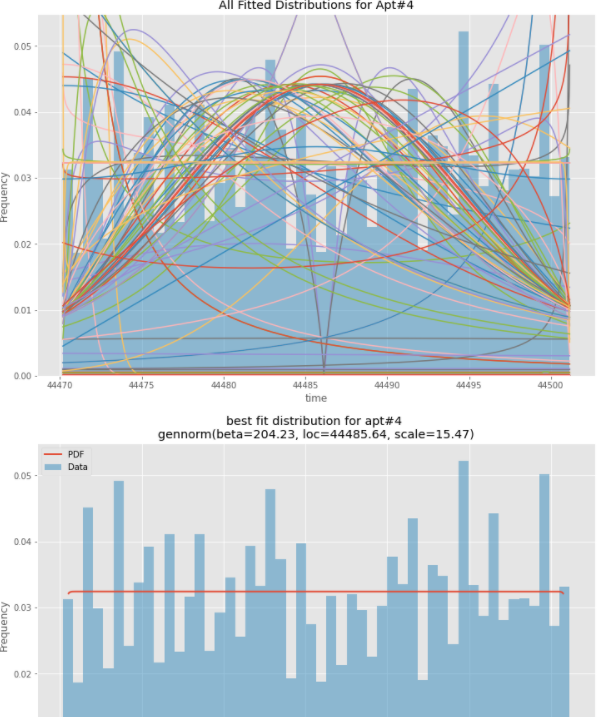 All Fitted Distributions for Apt#4
0.05
0.04
0.03
0.02
0.01
0.00
Frequency
44470 44475 44480 44485 44490 44495 44500
time
best fit distribution for apt#4
gennorm(beta=204.23, loc=44485.64, scale=15.47)
PDF
Data
0.05
0.04
0.03
0.02
Frequency